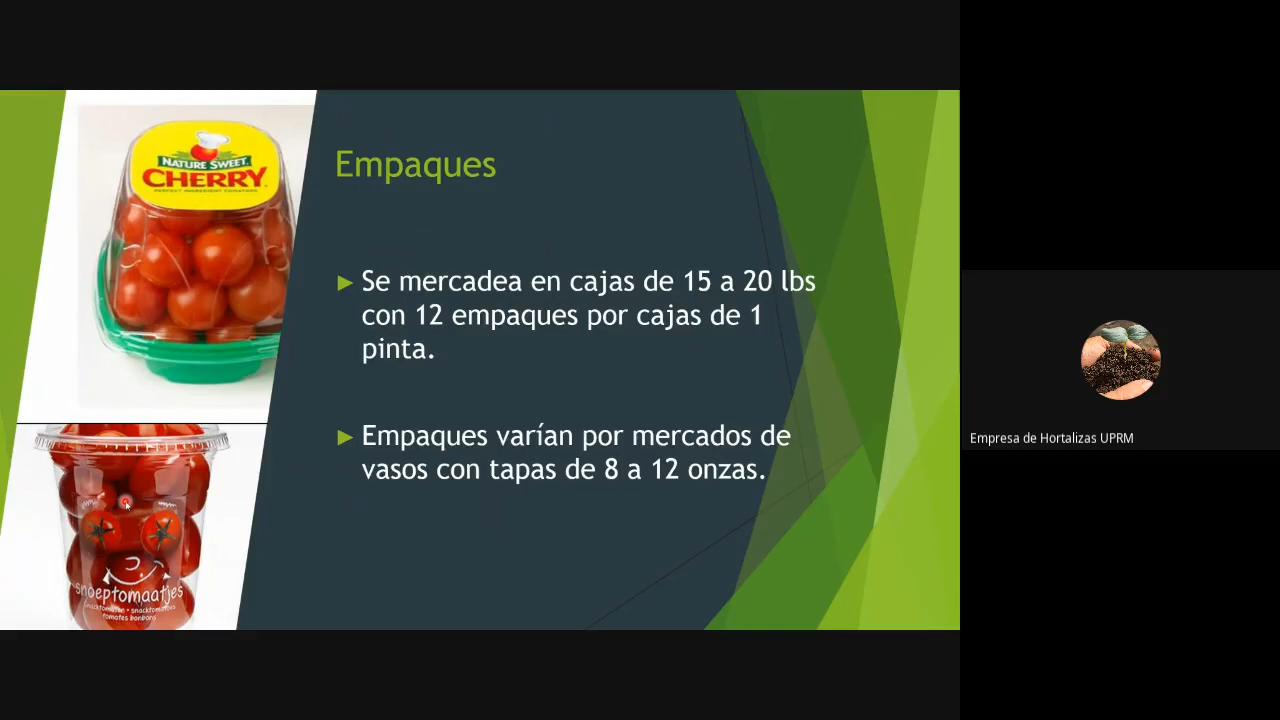 NATURE SWEET
CHERRY
PERFECT INGREDIENT TOMATOES
Empaques
Se mercadea en cajas de 15 a 20 lbs
con 12 empaques por cajas de 1
pinta.
Empaques varían por mercados de
vasos con tapas de 8 a 12 onzas.
snoeptomaatjes
snacktomaten • snacktomatoes
tomates bonbons
Empresa de Hortalizas UPRM